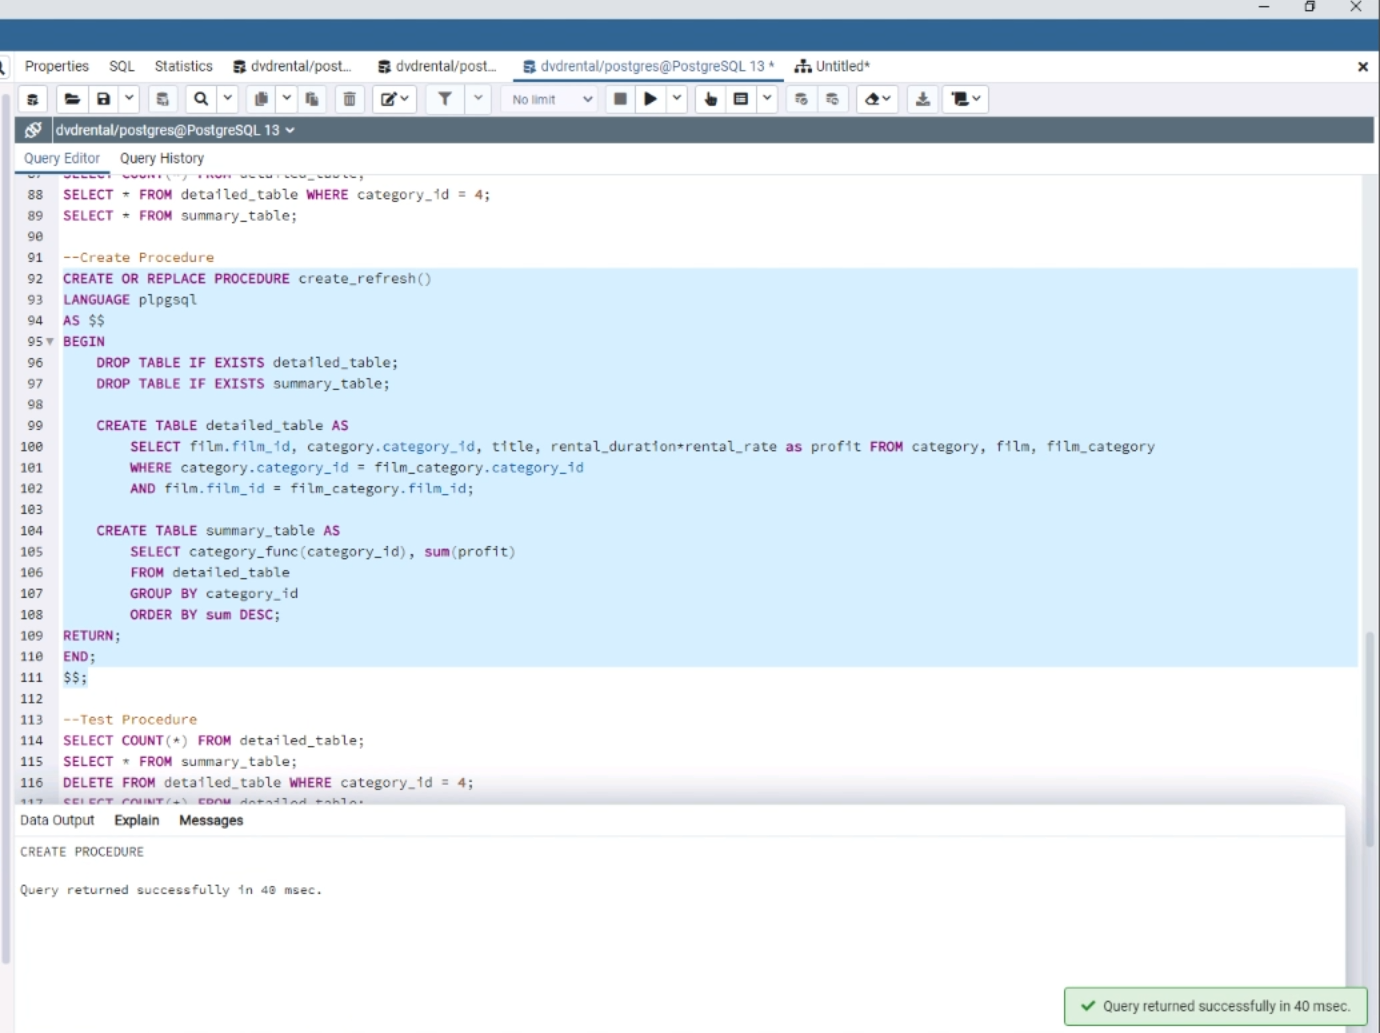 Properties SQL Statistics dvdrental/post... dvdrental/post... dvdrental/postgres@PostgreSQL 13 * Untitled*
No limit
dvdrental/postgres@PostgreSQL 13
Query Editor Query History
87 SELECT COUNT(*) FROM detailed_table;
88 SELECT * FROM detailed_table WHERE category_id = 4;
89 SELECT * FROM summary_table;
90
91 --Create Procedure
92 CREATE OR REPLACE PROCEDURE create_refresh()
93 LANGUAGE plpgsql
94 AS $$
95 BEGIN
96 DROP TABLE IF EXISTS detailed_table;
97 DROP TABLE IF EXISTS summary_table;
98
99 CREATE TABLE detailed_table AS
100 SELECT film.film_id, category.category_id, title, rental_duration*rental_rate as profit FROM category, film, film_category
101 WHERE category.category_id = film_category.category_id
102 AND film.film_id = film_category.film_id;
103
104 CREATE TABLE summary_table AS
105 SELECT category_func(category_id), sum(profit)
106 FROM detailed_table
107 GROUP BY category_id
108 ORDER BY sum DESC;
109 RETURN;
110 END;
111 $$;
112
113 --Test Procedure
114 SELECT COUNT(*) FROM detailed_table;
115 SELECT * FROM summary_table;
116 DELETE FROM detailed_table WHERE category_id = 4;
117 SELECT COUNT(*) FROM detailed_table;
Data Output Explain Messages
CREATE PROCEDURE
Query returned successfully in 40 msec.
Query returned successfully in 40 msec.